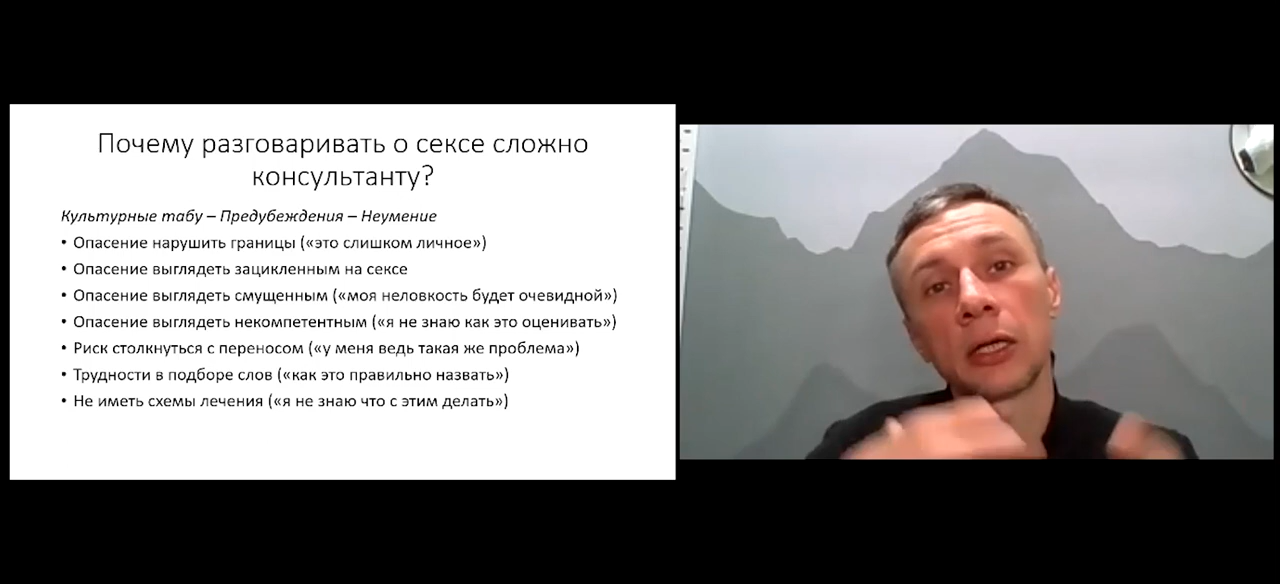 Почему разговаривать о сексе сложно
консультанту?
Культурные табу – Предубеждения – Неумение
• Опасение нарушить границы («это слишком личное»)
• Опасение выглядеть зацикленным на сексе
• Опасение выглядеть смущенным («моя неловкость будет очевидной»)
• Опасение выглядеть некомпетентным («я не знаю как это оценивать»)
• Риск столкнуться с переносом («у меня ведь такая же проблема»)
• Трудности в подборе слов («как это правильно назвать»)
• Не иметь схемы лечения («я не знаю что с этим делать»)